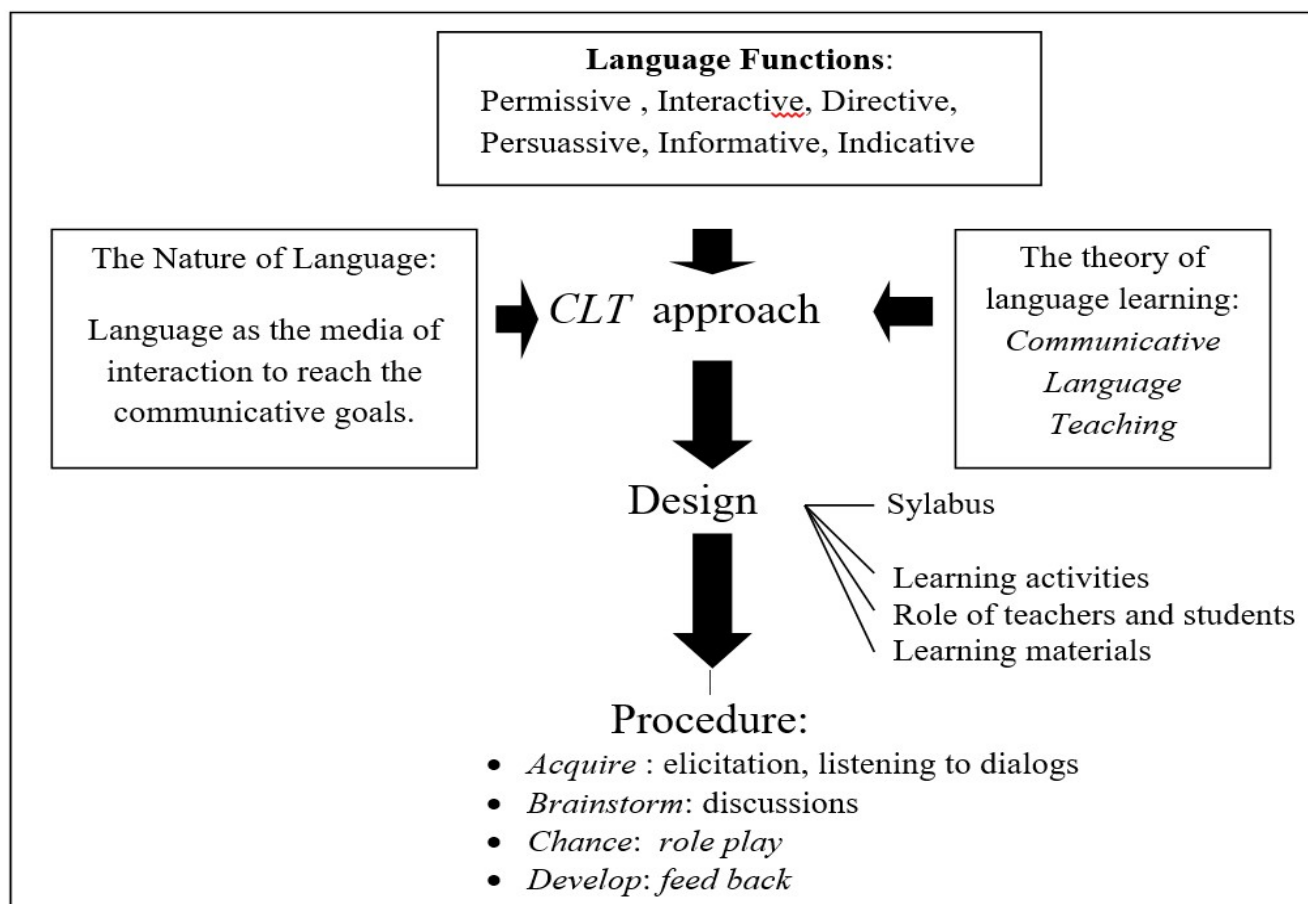 Language Functions:
Permissive , Interactive, Directive,
Persuassive, Informative, Indicative
The Nature of Language:
Language as the media of
interaction to reach the
communicative goals.
CLT approach
The theory of
language learning:
Communicative
Language
Teaching
Design
Sylabus
Learning activities
Role of teachers and students
Learning materials
Procedure:
• Acquire : elicitation, listening to dialogs
• Brainstorm: discussions
• Chance: role play
• Develop: feed back